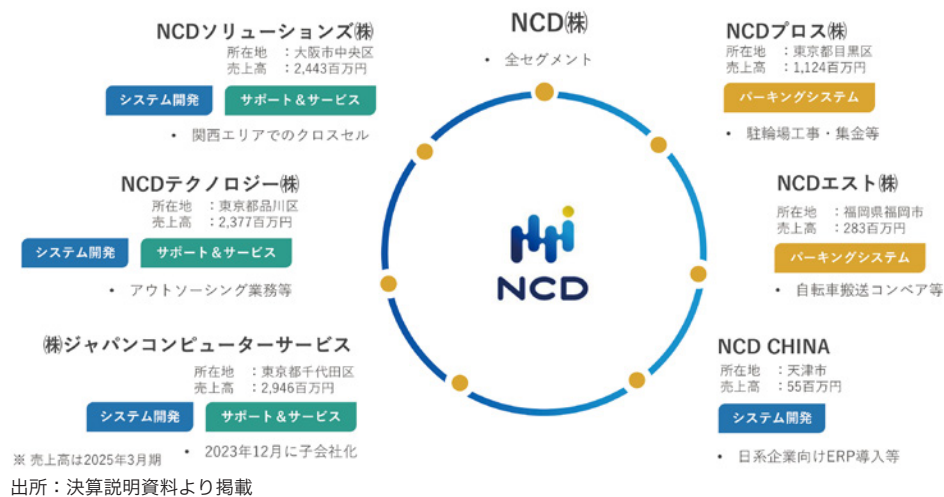 NCD㈱
・ 全セグメント
NCDソリューションズ㈱
所在地 ：大阪市中央区
売上高 ：2,443百万円
システム開発
サポート＆サービス
・ 関西エリアでのクロスセル
NCDテクノロジー㈱
所在地 ：東京都品川区
売上高 ：2,377百万円
システム開発
サポート＆サービス
・ アウトソーシング業務等
㈱ジャパンコンピューターサービス
所在地 ：東京都千代田区
売上高 ：2,946百万円
システム開発
サポート＆サービス
・ 2023年12月に子会社化
NCD
NCDプロス㈱
所在地 ：東京都目黒区
売上高 ：1,124百万円
パーキングシステム
・ 駐輪場工事・集金等
NCDエスト㈱
所在地 ：福岡県福岡市
売上高 ：283百万円
パーキングシステム
・ 自転車搬送コンベア等
NCD CHINA
所在地 ：天津市
売上高 ：55百万円
システム開発
・ 日系企業向けERP導入等
※ 売上高は2025年3月期
出所：決算説明資料より掲載